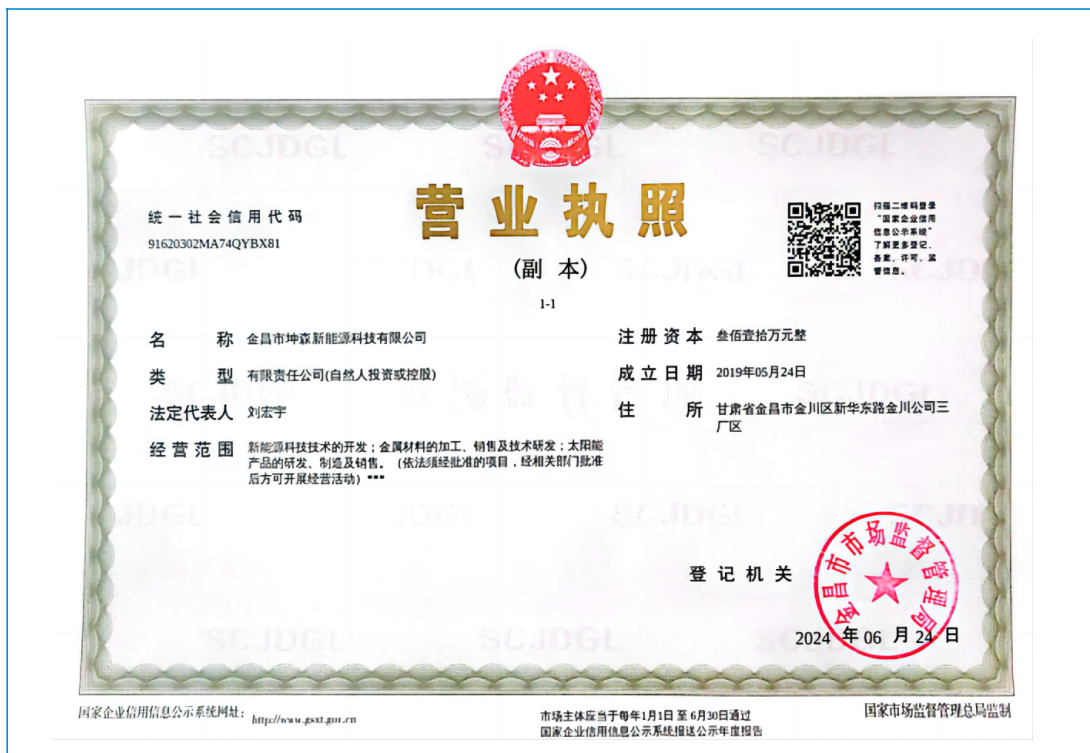 营业执照
(副 本)
1-1
统一社会信用代码
91620302MA74QYBX81
扫描二维码登录
“国家企业信用
信息公示系统”
了解更多登记、
备案、许可、监
管信息。
名 称 金昌市坤森新能源科技有限公司
类 型 有限责任公司(自然人投资或控股)
法定代表人 刘宏宇
经营范围 新能源科技技术的开发;金属材料的加工、销售及技术研发;太阳能
产品的研发、制造及销售。(依法须经批准的项目,经相关部门批准
后方可开展经营活动)***
注册资本 叁佰壹拾万元整
成立日期 2019年05月24日
住 所 甘肃省金昌市金川区新华东路金川公司三
厂区
登记机关
金昌市市场监督管理局
2024 年 06 月 24 日
国家企业信用信息公示系统网址: http://www.gsxt.gov.cn
市场主体应当于每年1月1日 至 6月30日通过
国家企业信用信息公示系统报送公示年度报告
国家市场监督管理总局监制
SCJDGL